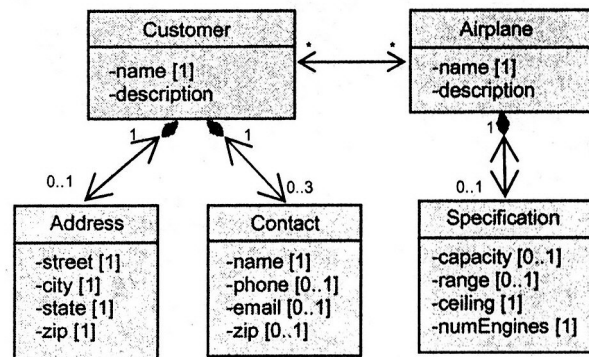 Customer
-name [1]
-description
* *
Airplane
-name [1]
-description
1
1
1
0..1
0..3
0..1
Address
-street [1]
-city [1]
-state [1]
-zip [1]
Contact
-name [1]
-phone [0..1]
-email [0..1]
-zip [0..1]
Specification
-capacity [0..1]
-range [0..1]
-ceiling [1]
-numEngines [1]